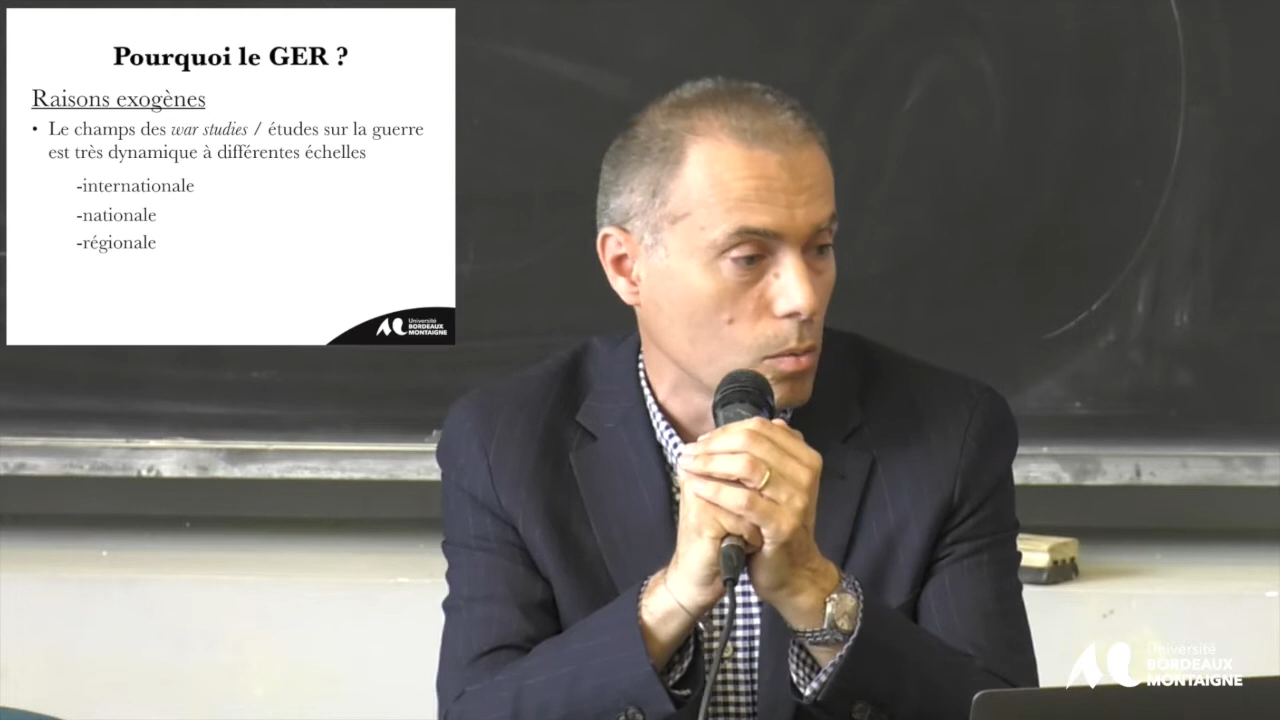 Pourquoi le GER ?
Raisons exogènes
• Le champs des war studies / études sur la guerre
est très dynamique à différentes échelles
-internationale
-nationale
-régionale
Université
BORDEAUX
MONTAIGNE
Université
BORDEAUX
MONTAIGNE